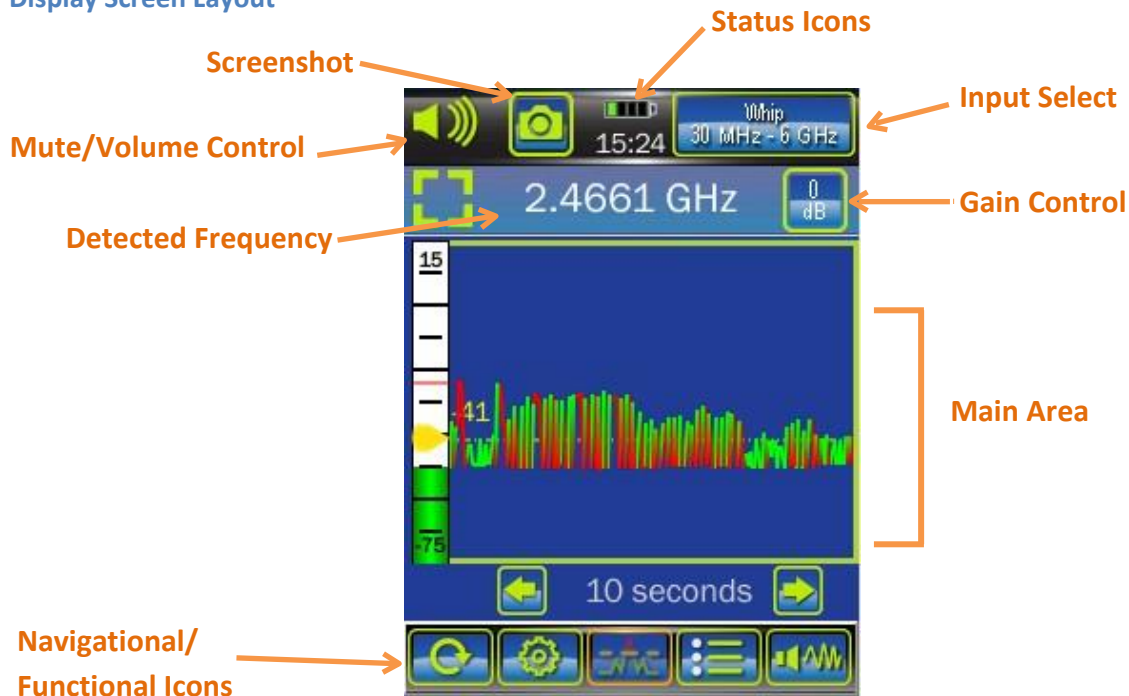 Display Screen Layout
Status Icons
Screenshot
Input Select
Mute/Volume Control
Whip
15:24
30 MHz - 6 GHz
2.4661 GHz
0
dB
Gain Control
Detected Frequency
15
-41
Main Area
-75
10 seconds
Navigational/
Functional Icons